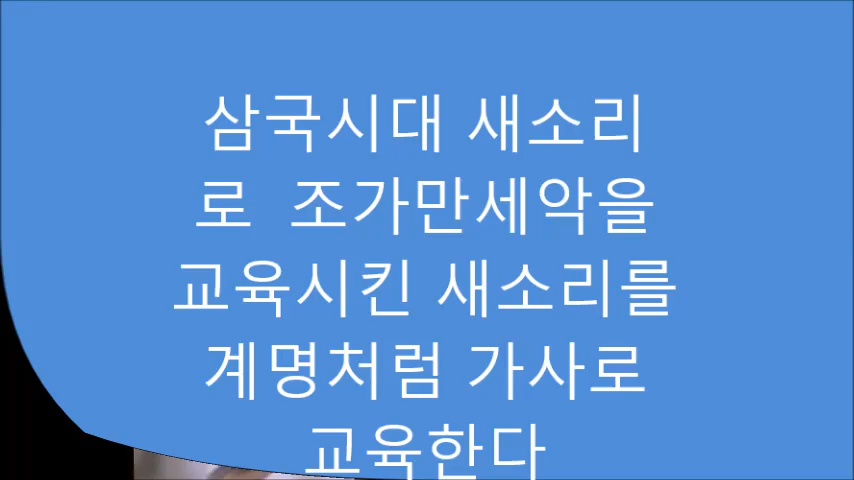 삼국시대 새소리
로  조가만세악을
교육시킨 새소리를
계명처럼 가사로
교육한다